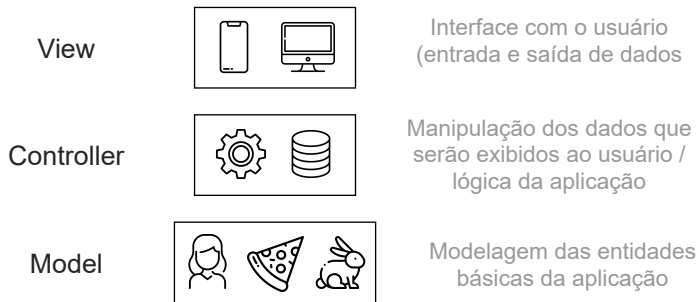 View
Interface com o usuário
(entrada e saída de dados
Controller
Manipulação dos dados que
serão exibidos ao usuário /
lógica da aplicação
Model
Modelagem das entidades
básicas da aplicação